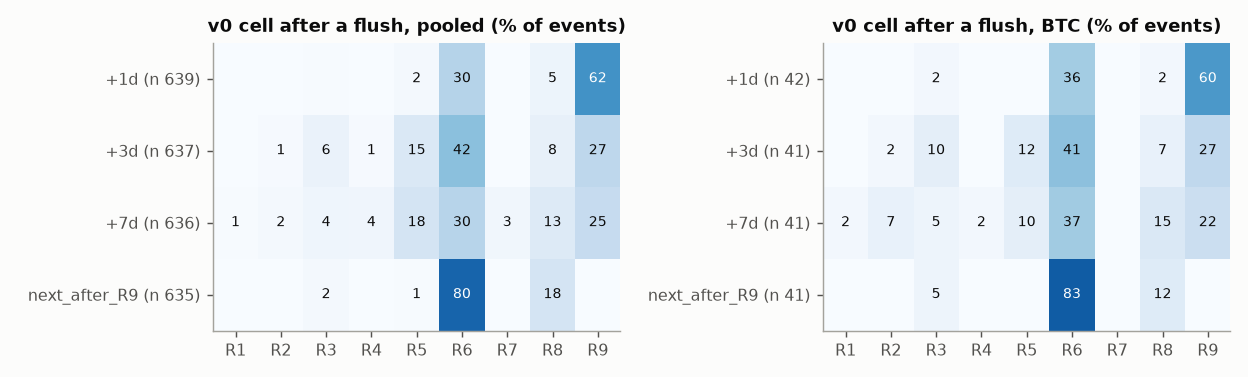 v0 cell after a flush, pooled (% of events)
+1d (n 639) 2 30 5 62
+3d (n 637) 1 6 1 15 42 8 27
+7d (n 636) 1 2 4 4 18 30 3 13 25
next_after_R9 (n 635) 2 1 80 18
R1 R2 R3 R4 R5 R6 R7 R8 R9
v0 cell after a flush, BTC (% of events)
+1d (n 42) 2 36 2 60
+3d (n 41) 2 10 12 41 7 27
+7d (n 41) 2 7 5 2 10 37 15 22
next_after_R9 (n 41) 5 83 12
R1 R2 R3 R4 R5 R6 R7 R8 R9